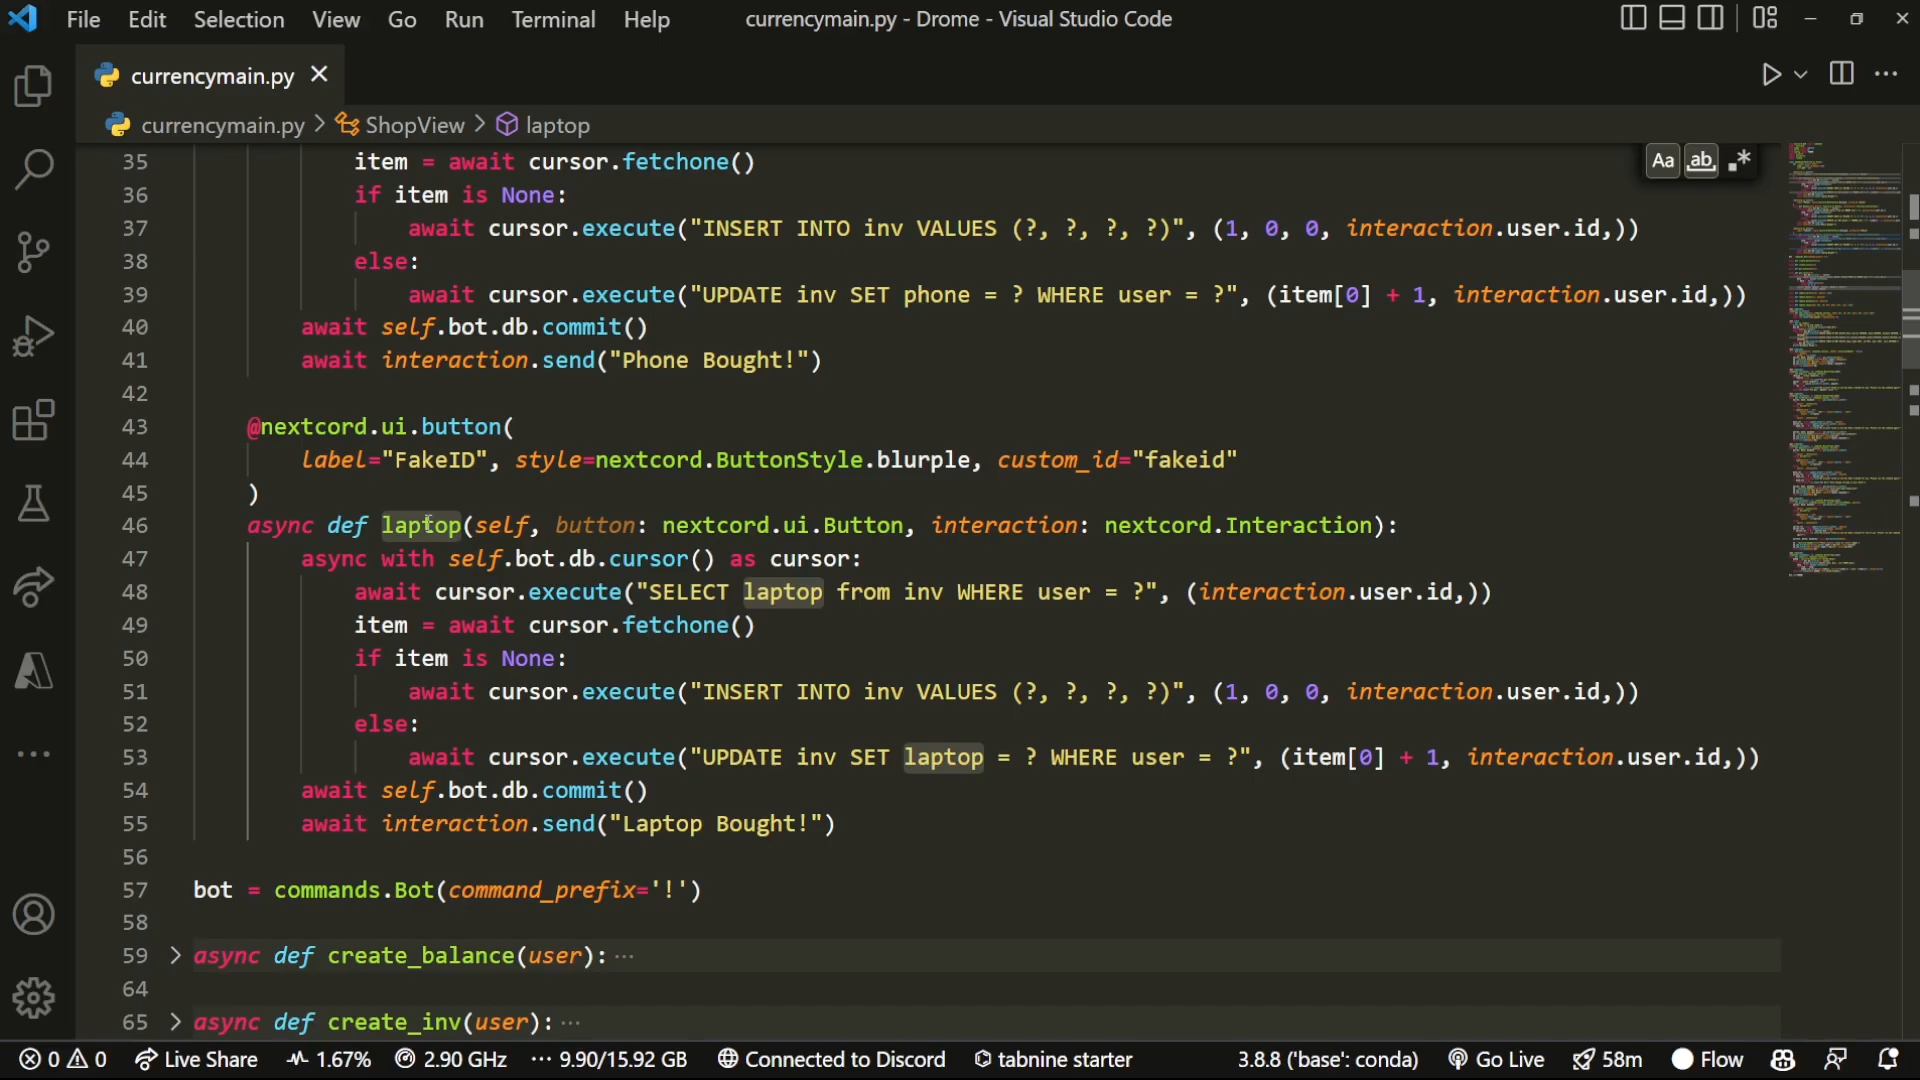 File Edit Selection View Go Run Terminal Help currencymain.py - Drome - Visual Studio Code
currencymain.py
currencymain.py > ShopView > laptop
Aa ab .*
35 item = await cursor.fetchone()
36 if item is None:
37 await cursor.execute("INSERT INTO inv VALUES (?, ?, ?, ?)", (1, 0, 0, interaction.user.id,))
38 else:
39 await cursor.execute("UPDATE inv SET phone = ? WHERE user = ?", (item[0] + 1, interaction.user.id,))
40 await self.bot.db.commit()
41 await interaction.send("Phone Bought!")
42
43 @nextcord.ui.button(
44 label="FakeID", style=nextcord.ButtonStyle.blurple, custom_id="fakeid"
45 )
46 async def laptop(self, button: nextcord.ui.Button, interaction: nextcord.Interaction):
47 async with self.bot.db.cursor() as cursor:
48 await cursor.execute("SELECT laptop from inv WHERE user = ?", (interaction.user.id,))
49 item = await cursor.fetchone()
50 if item is None:
51 await cursor.execute("INSERT INTO inv VALUES (?, ?, ?, ?)", (1, 0, 0, interaction.user.id,))
52 else:
53 await cursor.execute("UPDATE inv SET laptop = ? WHERE user = ?", (item[0] + 1, interaction.user.id,))
54 await self.bot.db.commit()
55 await interaction.send("Laptop Bought!")
56
57 bot = commands.Bot(command_prefix='!')
58
59 > async def create_balance(user): ...
64
65 > async def create_inv(user): ...
0 0 Live Share 1.67% 2.90 GHz 9.90/15.92 GB Connected to Discord tabnine starter 3.8.8 ('base': conda) Go Live 58m Flow